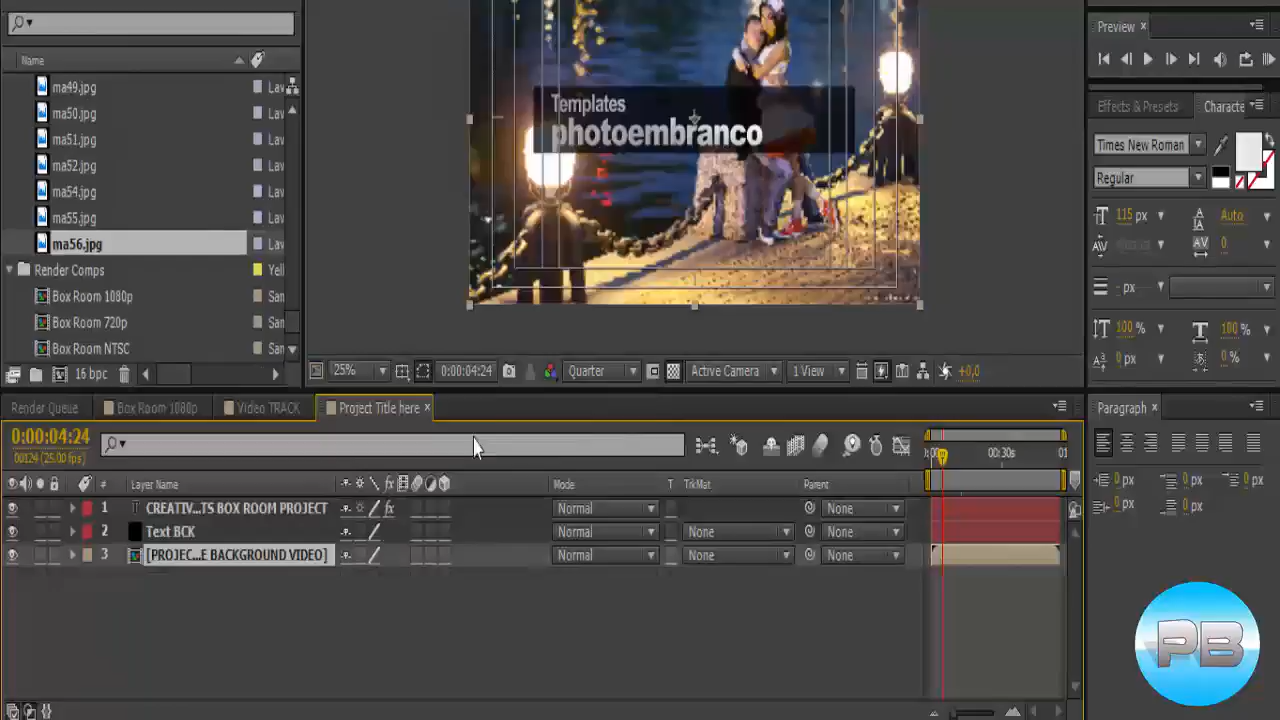 Name
ma49.jpg
ma50.jpg
ma51.jpg
ma52.jpg
ma54.jpg
ma55.jpg
ma56.jpg
Render Comps
Yell
Box Room 1080p
Box Room 720p
Box Room NTSC
16 bpc
Templates
photoembranco
25%
0:00:04:24
Quarter
Active Camera
1 View
+0,0
Preview
Effects & Presets
Characte
Times New Roman
Regular
115 px
Auto
0
- px
100 %
100 %
0 px
0 %
Render Queue
Box Room 1080p
Video TRACK
Project Title here
0:00:04:24
00124 (25.00 fps)
00:30s
#
Layer Name
Mode
T
TrkMat
Parent
1
CREATIV...TS BOX ROOM PROJECT
Normal
None
2
Text BCK
Normal
None
None
3
[PROJEC...E BACKGROUND VIDEO]
Normal
None
None
Paragraph
0 px
0 px
0 px
0 px
0 px
PB